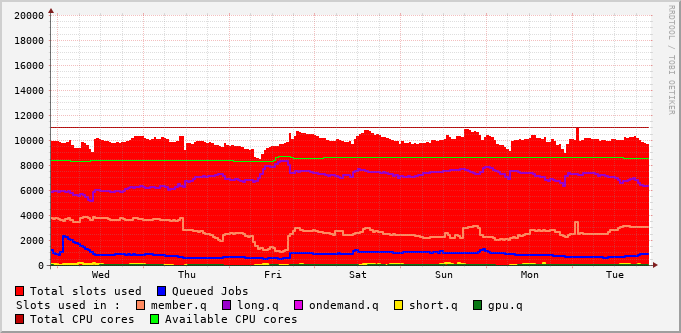 20000
18000
16000
14000
12000
10000
8000
6000
4000
2000
0
Wed Thu Fri Sat Sun Mon Tue
Total slots used Queued Jobs
Slots used in : member.q long.q ondemand.q short.q gpu.q
Total CPU cores Available CPU cores
RRDTOOL / TOBI OETIKER